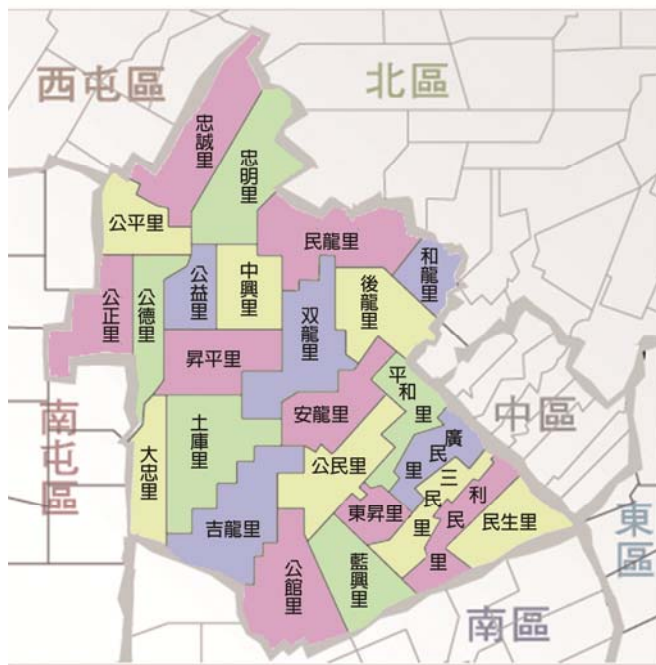 西屯區
北區
忠誠里
忠明里
公平里
民龍里
和龍里
公正里
公德里
公益里
中興里
双龍里
後龍里
昇平里
平和里
安龍里
中區
南屯區
大忠里
土庫里
廣民里
公民里
三民里
利民里
東昇里
民生里
吉龍里
東區
公館里
藍興里
南區